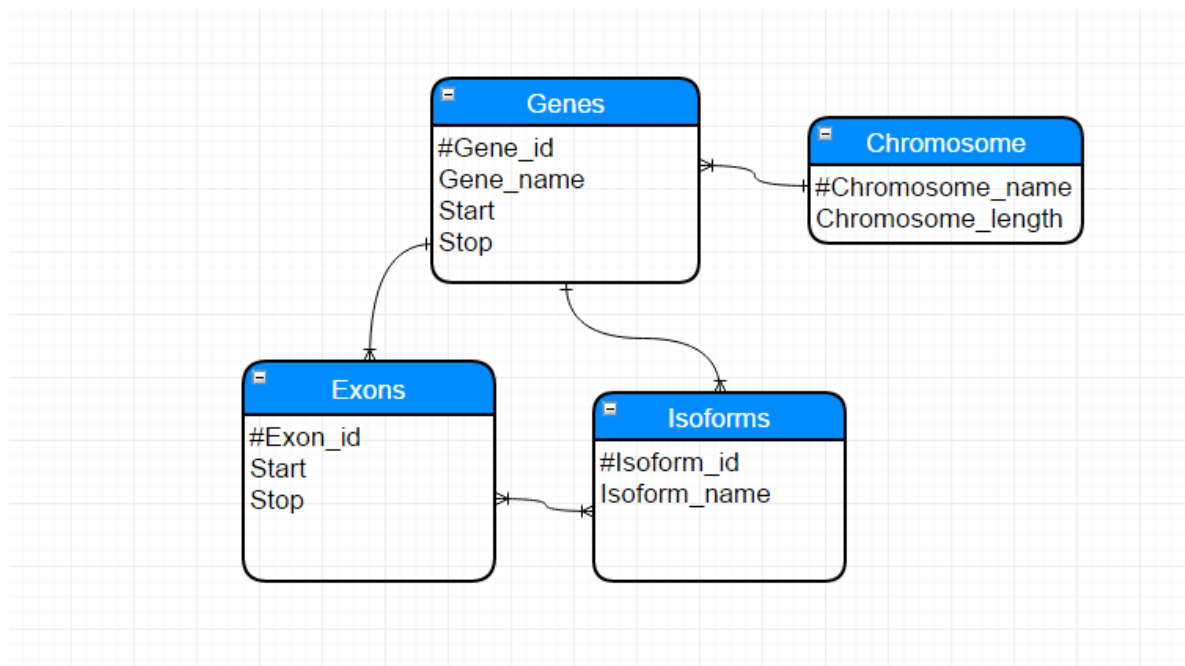 Genes
#Gene_id
Gene_name
Start
Stop
Chromosome
#Chromosome_name
Chromosome_length
Exons
#Exon_id
Start
Stop
Isoforms
#Isoform_id
Isoform_name